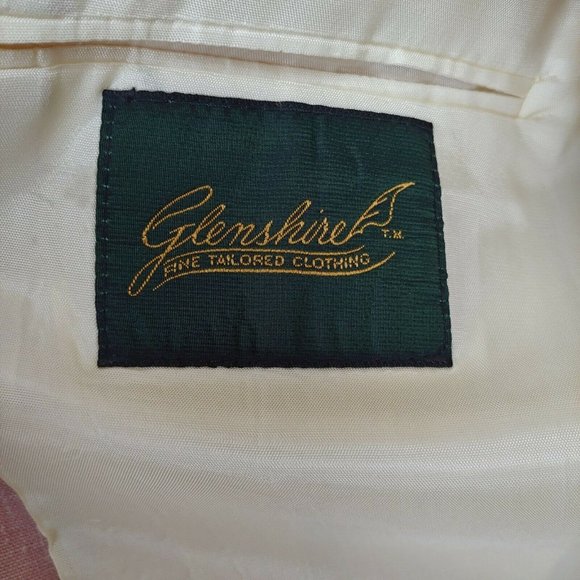 Glenshire
T.M.
FINE TAILORED CLOTHING